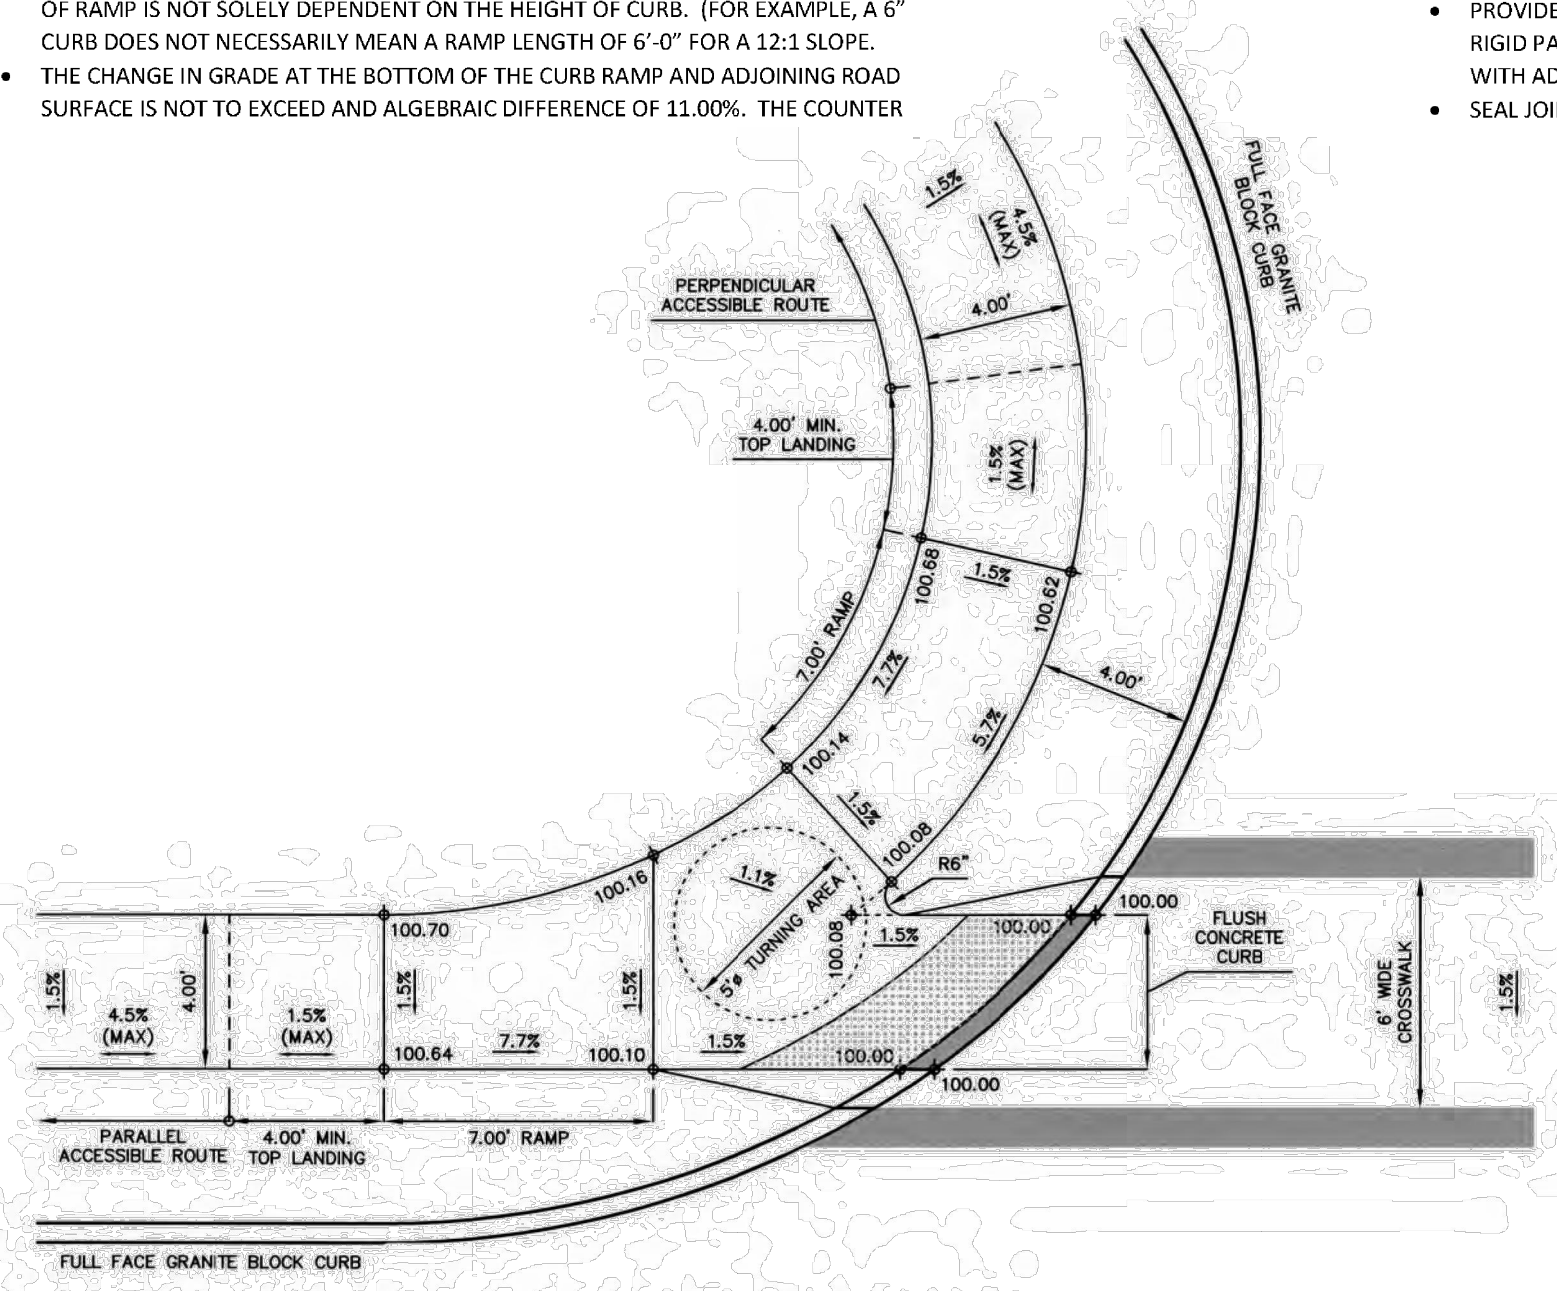 OF RAMP IS NOT SOLELY DEPENDENT ON THE HEIGHT OF CURB.  (FOR EXAMPLE, A 6”
CURB DOES NOT NECESSARILY MEAN A RAMP LENGTH OF 6’-0” FOR A 12:1 SLOPE.
• THE CHANGE IN GRADE AT THE BOTTOM OF THE CURB RAMP AND ADJOINING ROAD
SURFACE IS NOT TO EXCEED AND ALGEBRAIC DIFFERENCE OF 11.00%.  THE COUNTER
• PROVIDE
RIGID PA
WITH AD
• SEAL JOI
FULL FACE GRANITE
BLOCK CURB
1.5%
4.5%
(MAX)
PERPENDICULAR
ACCESSIBLE ROUTE
4.00'
4.00' MIN.
TOP LANDING
1.5%
(MAX)
100.68
1.5%
100.62
7.00' RAMP
7.7%
4.00'
5.7%
100.14
1.5%
100.08
R6"
1.1%
5'ø TURNING AREA
100.16
100.08
1.5%
100.00
100.00
FLUSH
CONCRETE
CURB
6' WIDE
CROSSWALK
1.5%
100.70
1.5%
4.00'
1.5%
1.5%
4.5%
(MAX)
1.5%
(MAX)
100.64
7.7%
100.10
1.5%
100.00
100.00
PARALLEL
ACCESSIBLE ROUTE
4.00' MIN.
TOP LANDING
7.00' RAMP
FULL FACE GRANITE BLOCK CURB